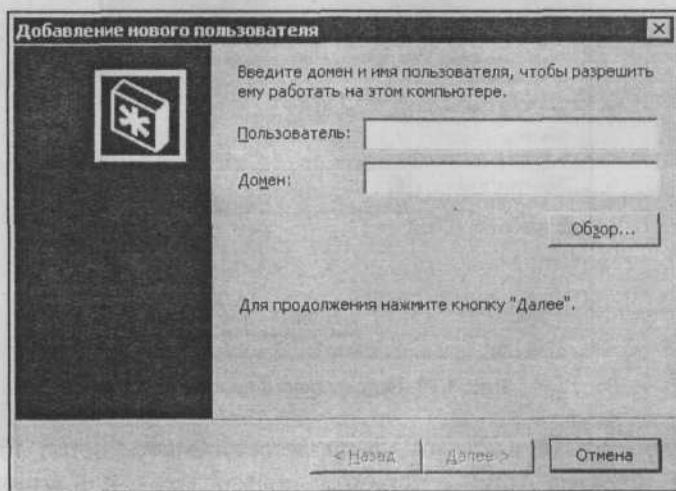 Добавление нового пользователя
Введите домен и имя пользователя, чтобы разрешить
ему работать на этом компьютере.
Пользователь:
Домен:
Обзор...
Для продолжения нажмите кнопку "Далее".
< Назад
Далее >
Отмена